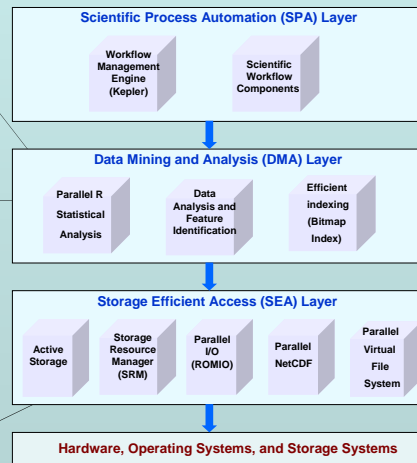 Scientific Process Automation (SPA) Layer
Workflow
Management
Engine
(Kepler)
Scientific
Workflow
Components
Data Mining and Analysis (DMA) Layer
Parallel R
Statistical
Analysis
Data
Analysis and
Feature
Identification
Efficient
indexing
(Bitmap
Index)
Storage Efficient Access (SEA) Layer
Active
Storage
Storage
Resource
Manager
(SRM)
Parallel
I/O
(ROMIO)
Parallel
NetCDF
Parallel
Virtual
File
System
Hardware, Operating Systems, and Storage Systems